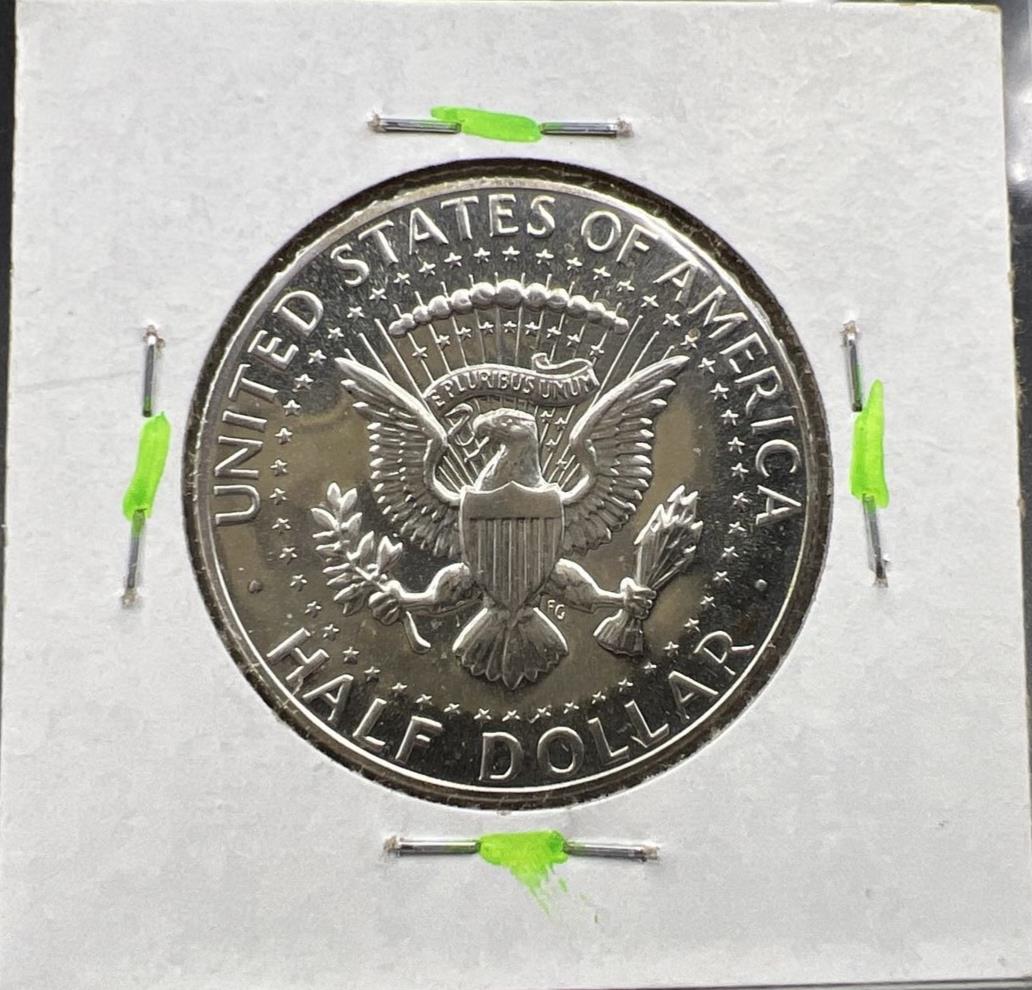 UNITED STATES OF AMERICA
E PLURIBUS UNUM
FG
HALF DOLLAR